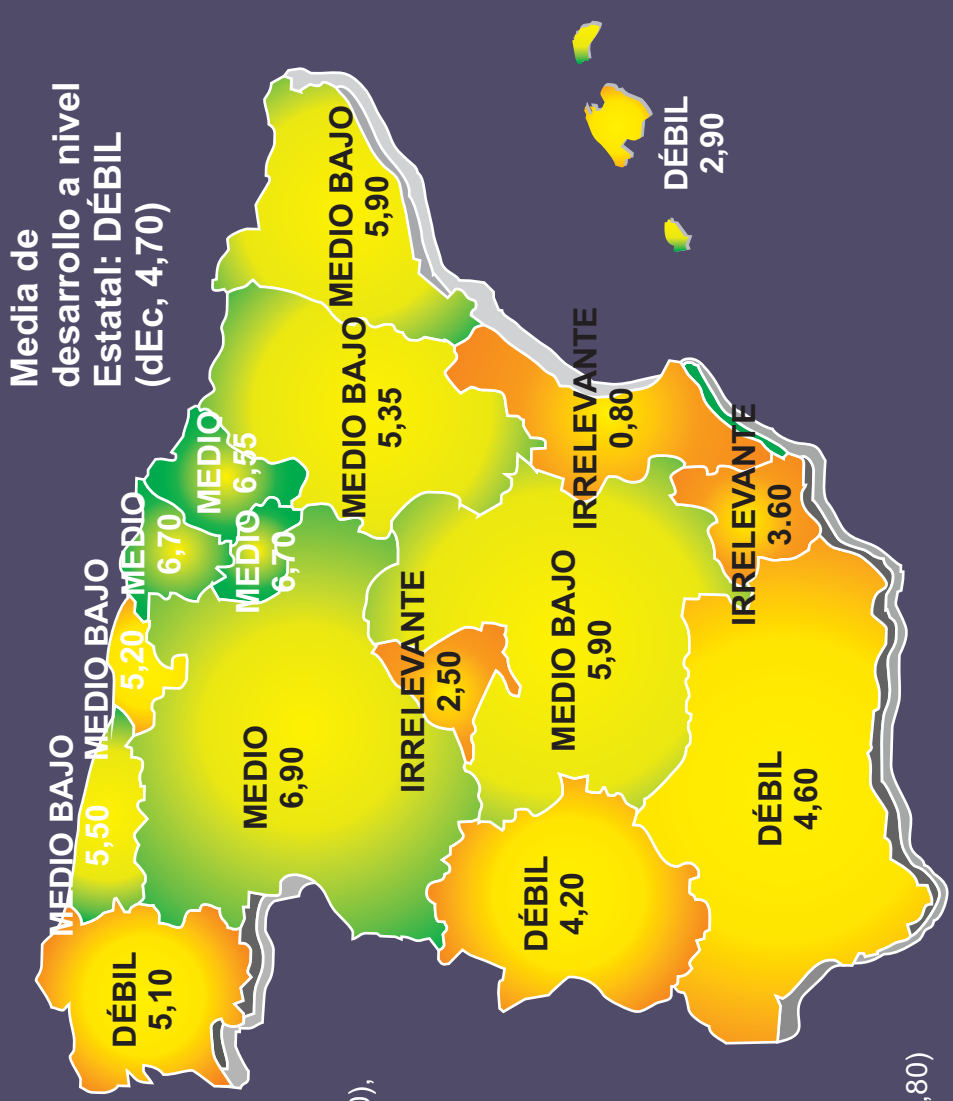 Media de
desarrollo a nivel
Estatal: DÉBIL
(dEc, 4,70)
DÉBIL
5,10
MEDIO BAJO
5,50
MEDIO BAJO
5,20
MEDIO
6,70
MEDIO
6,55
MEDIO
6,70
MEDIO
6,90
MEDIO BAJO
5,35
MEDIO BAJO
5,90
IRRELEVANTE
2,50
DÉBIL
4,20
MEDIO BAJO
5,90
IRRELEVANTE
0,80
DÉBIL
2,90
DÉBIL
4,60
IRRELEVANTE
3.60
),
,80)